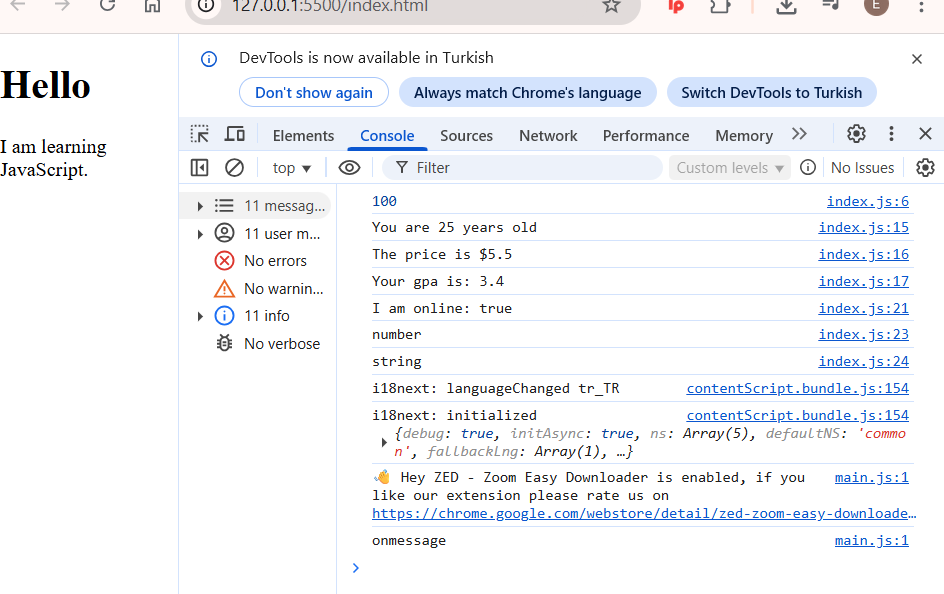 127.0.0.1:5500/index.html
E
DevTools is now available in Turkish
Don't show again
Always match Chrome's language
Switch DevTools to Turkish
Hello
I am learning
JavaScript.
Elements
Console
Sources
Network
Performance
Memory
top
Filter
Custom levels
No Issues
11 messag...
11 user m...
No errors
No warnin...
11 info
No verbose
100 index.js:6
You are 25 years old index.js:15
The price is $5.5 index.js:16
Your gpa is: 3.4 index.js:17
I am online: true index.js:21
number index.js:23
string index.js:24
i18next: languageChanged tr_TR contentScript.bundle.js:154
i18next: initialized contentScript.bundle.js:154
{debug: true, initAsync: true, ns: Array(5), defaultNS: 'commo
n', fallbackLng: Array(1), …}
👋 Hey ZED - Zoom Easy Downloader is enabled, if you main.js:1
like our extension please rate us on
https://chrome.google.com/webstore/detail/zed-zoom-easy-downloade…
onmessage main.js:1